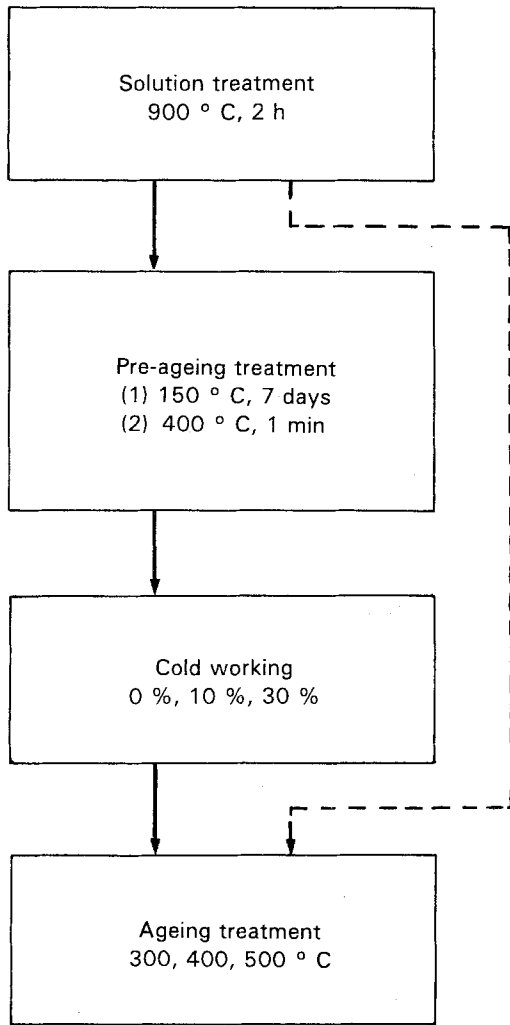 Solution treatment
900 ° C, 2 h
Pre-ageing treatment
(1) 150 ° C, 7 days
(2) 400 ° C, 1 min
Cold working
0 %, 10 %, 30 %
Ageing treatment
300, 400, 500 ° C